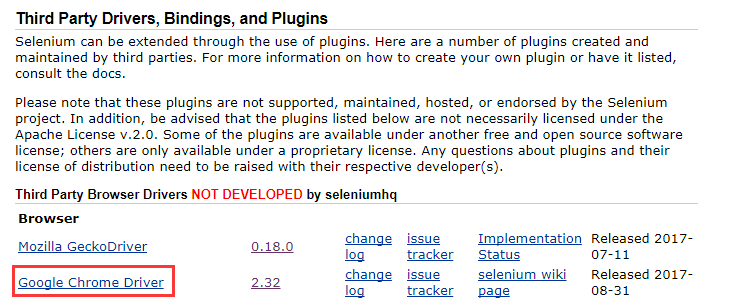 Third Party Drivers, Bindings, and Plugins
Selenium can be extended through the use of plugins. Here are a number of plugins created and
maintained by third parties. For more information on how to create your own plugin or have it listed,
consult the docs.
Please note that these plugins are not supported, maintained, hosted, or endorsed by the Selenium
project. In addition, be advised that the plugins listed below are not necessarily licensed under the
Apache License v.2.0. Some of the plugins are available under another free and open source software
license; others are only available under a proprietary license. Any questions about plugins and their
license of distribution need to be raised with their respective developer(s).
Third Party Browser Drivers NOT DEVELOPED by seleniumhq
Browser
Mozilla GeckoDriver 0.18.0 change log issue tracker Implementation Status Released 2017-07-11
Google Chrome Driver 2.32 change log issue tracker selenium wiki page Released 2017-08-31